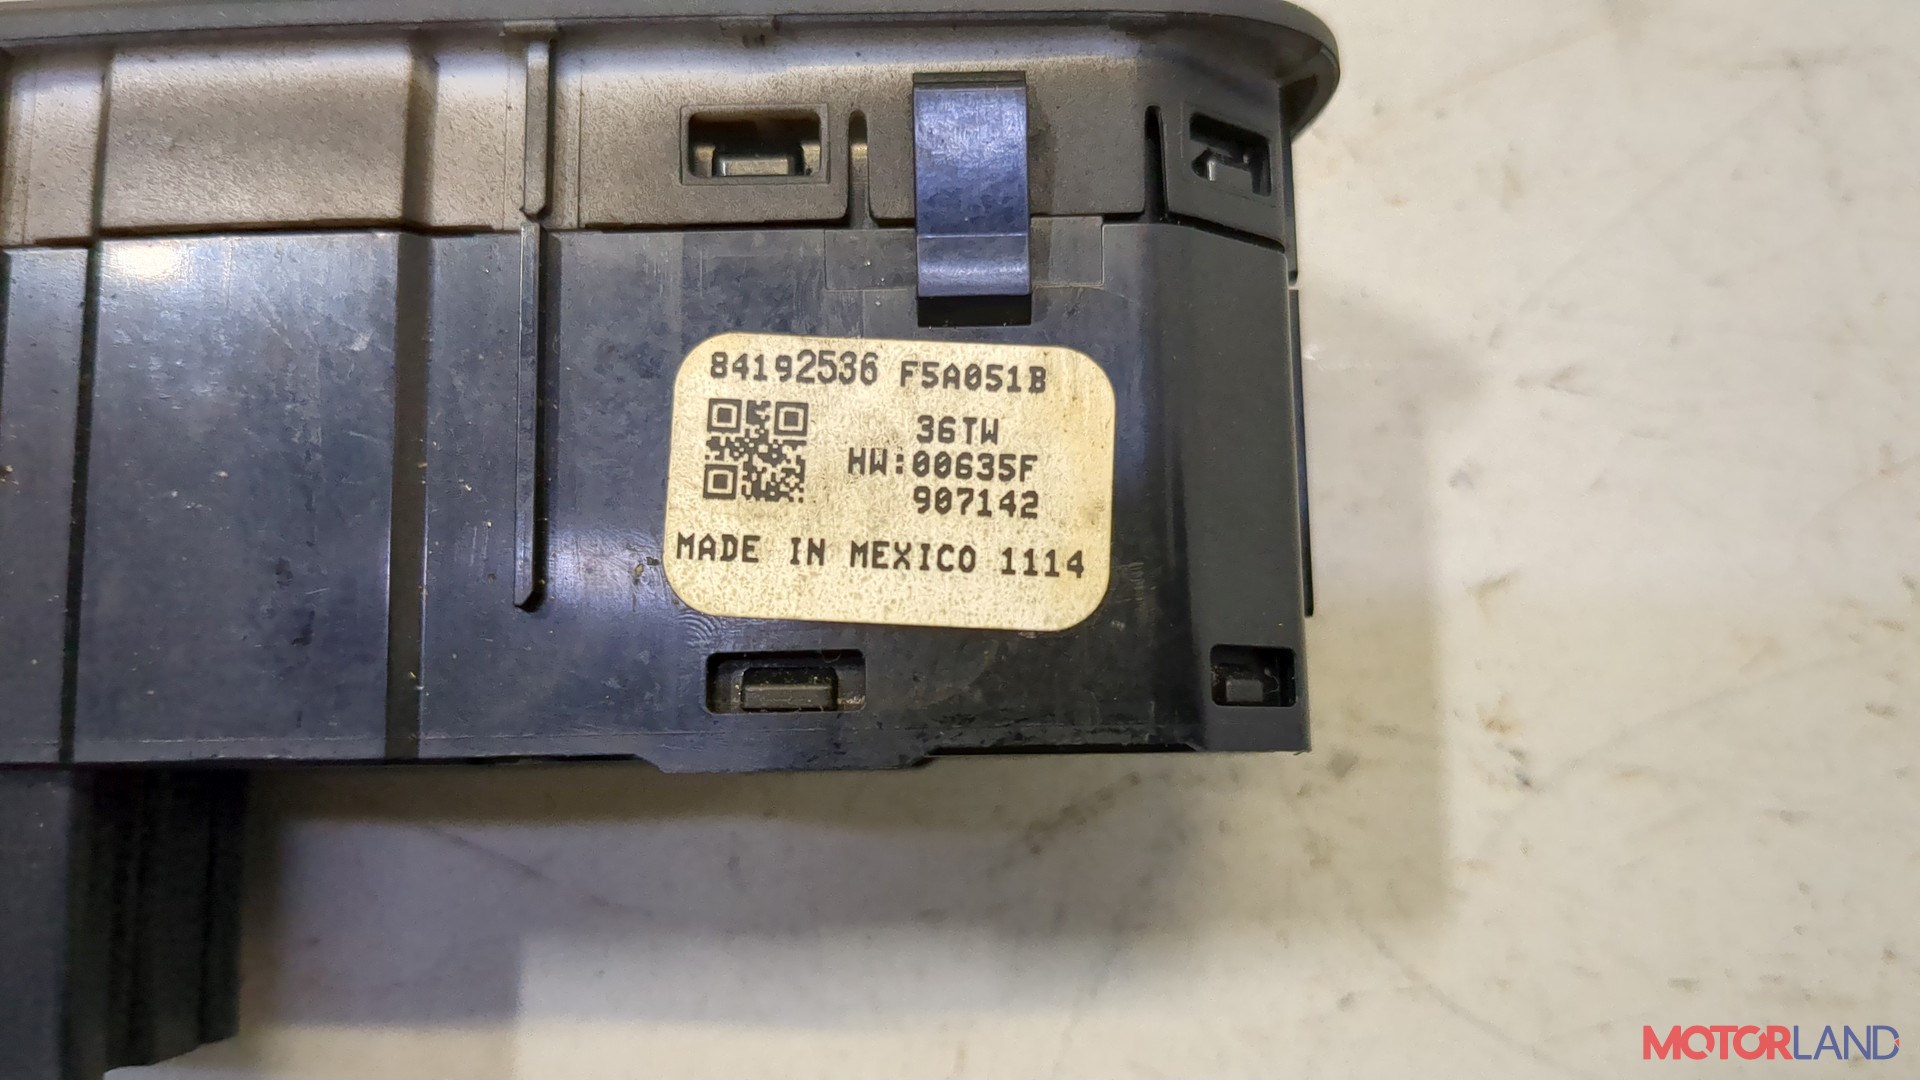 84192536 F5A051B
36TW
HW:00635F
907142
MADE IN MEXICO 1114
MOTORLAND